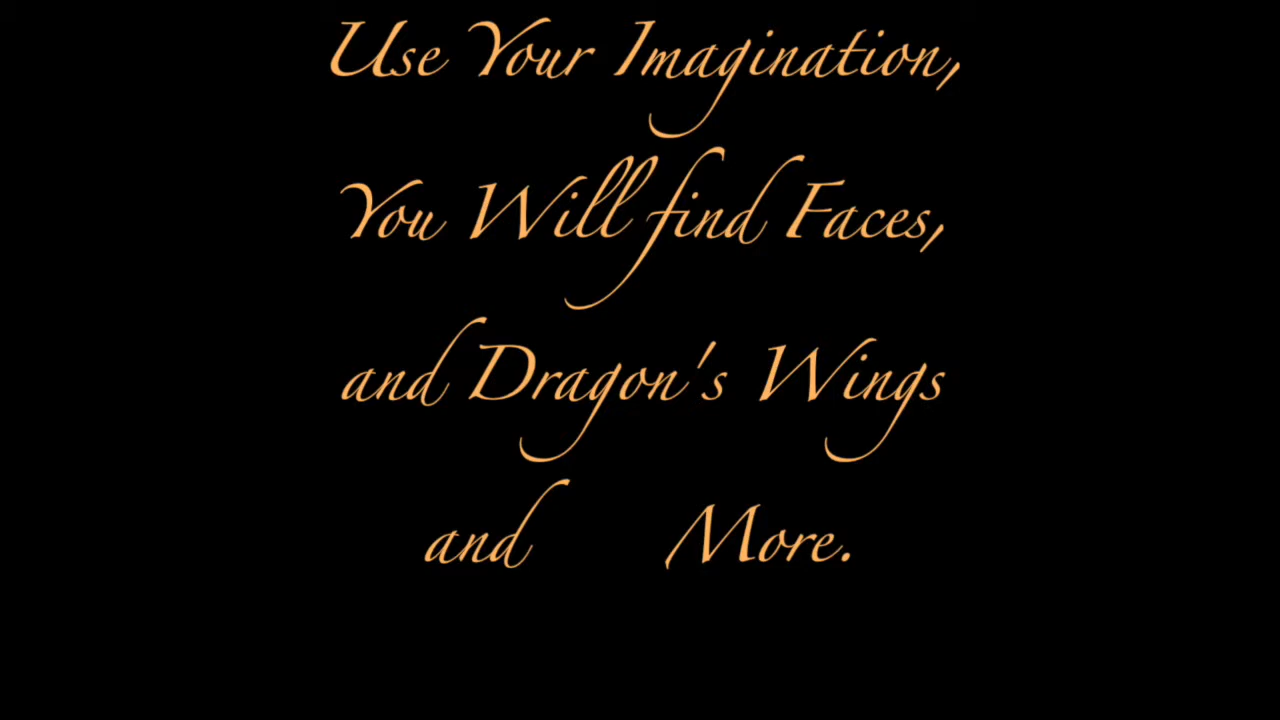 Use Your Imagination,
You Will find Faces,
and Dragon's Wings
and More.